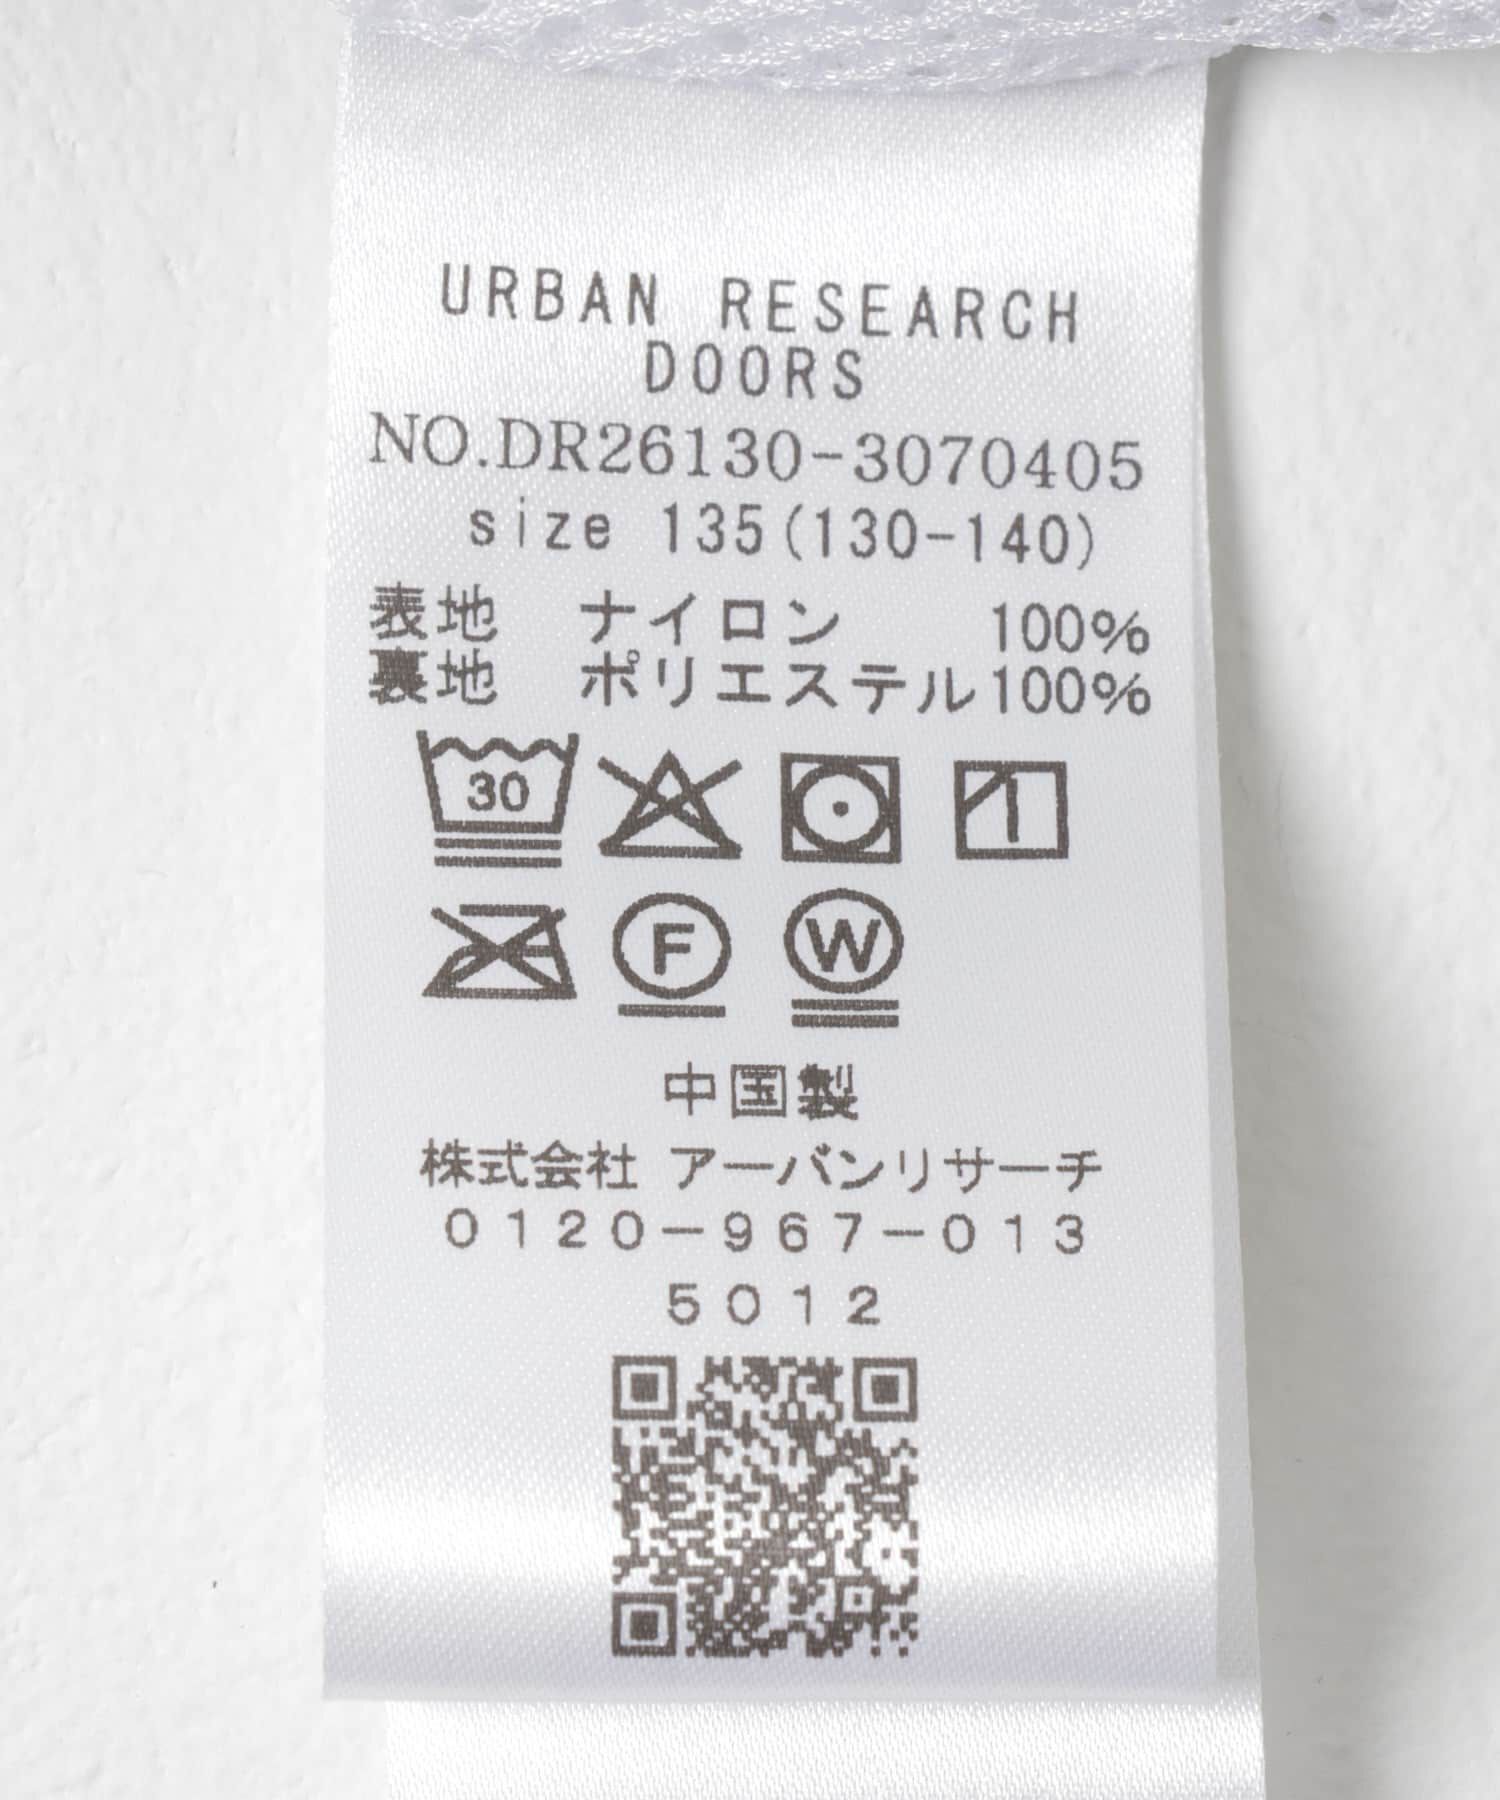 URBAN RESEARCH
DOORS
NO.DR26130-3070405
size 135(130-140)
表地 ナイロン 100%
裏地 ポリエステル100%
30
F W
中国製
株式会社 アーバンリサーチ
0120-967-013
5012